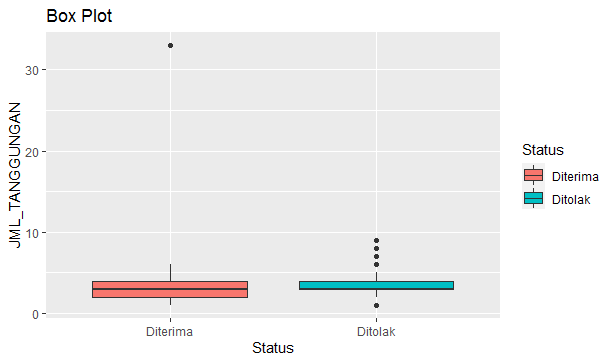 Box Plot
JML_TANGGUNGAN
30
20
10
0
Diterima
Ditolak
Status
Status
Diterima
Ditolak